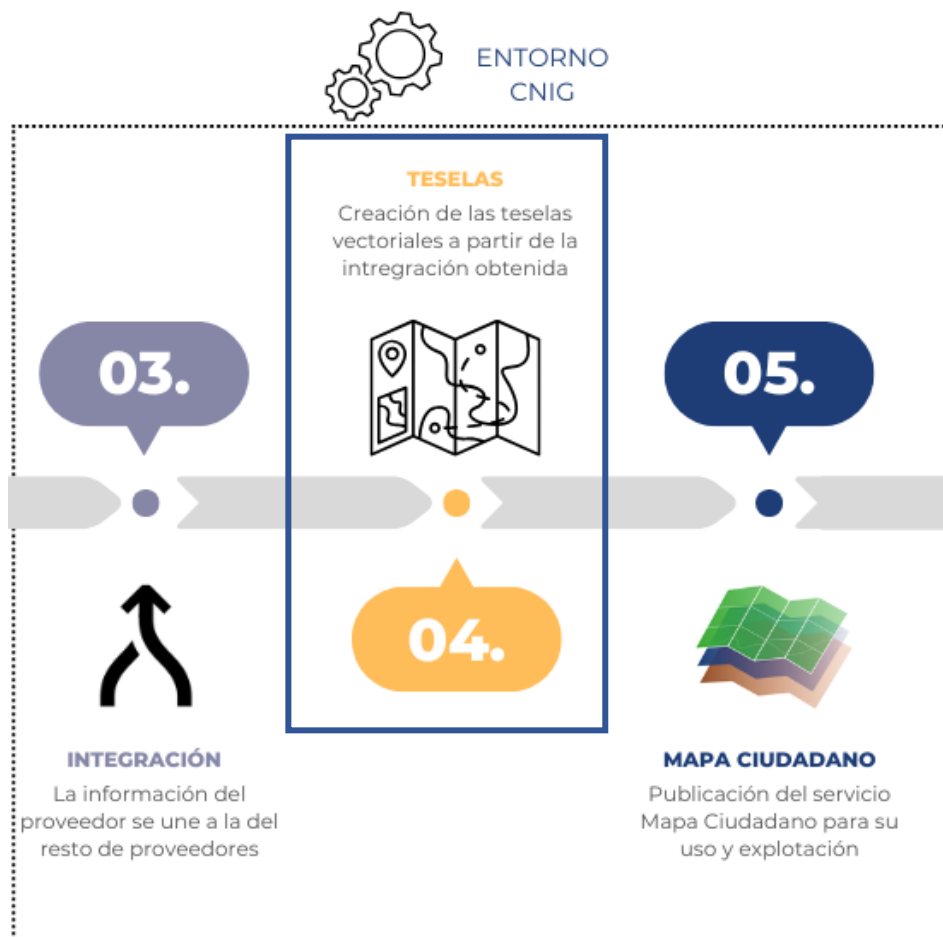 ENTORNO
CNIG
TESELAS
Creación de las teselas
vectoriales a partir de la
intregración obtenida
03.
05.
04.
INTEGRACIÓN
La información del
proveedor se une a la del
resto de proveedores
MAPA CIUDADANO
Publicación del servicio
Mapa Ciudadano para su
uso y explotación